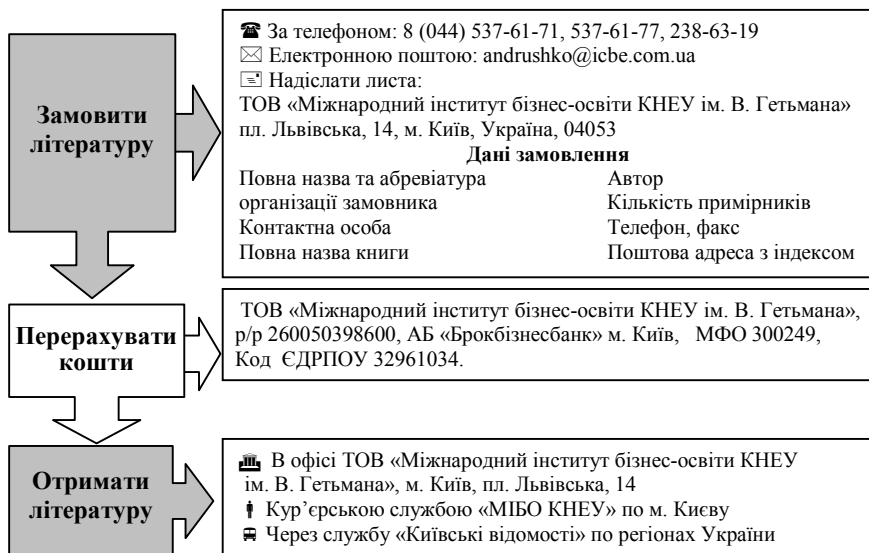 Замовити
літературу
☎ За телефоном: 8 (044) 537-61-71, 537-61-77, 238-63-19
✉ Електронною поштою: andrushko@icbe.com.ua
Надіслати листа:
ТОВ «Міжнародний інститут бізнес-освіти КНЕУ ім. В. Гетьмана»
пл. Львівська, 14, м. Київ, Україна, 04053
Дані замовлення
Повна назва та абревіатура
організації замовника
Контактна особа
Повна назва книги
Автор
Кількість примірників
Телефон, факс
Поштова адреса з індексом
Перерахувати
кошти
ТОВ «Міжнародний інститут бізнес-освіти КНЕУ ім. В. Гетьмана»,
р/р 260050398600, АБ «Брокбізнесбанк» м. Київ, МФО 300249,
Код ЄДРПОУ 32961034.
Отримати
літературу
В офісі ТОВ «Міжнародний інститут бізнес-освіти КНЕУ
ім. В. Гетьмана», м. Київ, пл. Львівська, 14
Кур’єрською службою «МІБО КНЕУ» по м. Києву
Через службу «Київські відомості» по регіонах України